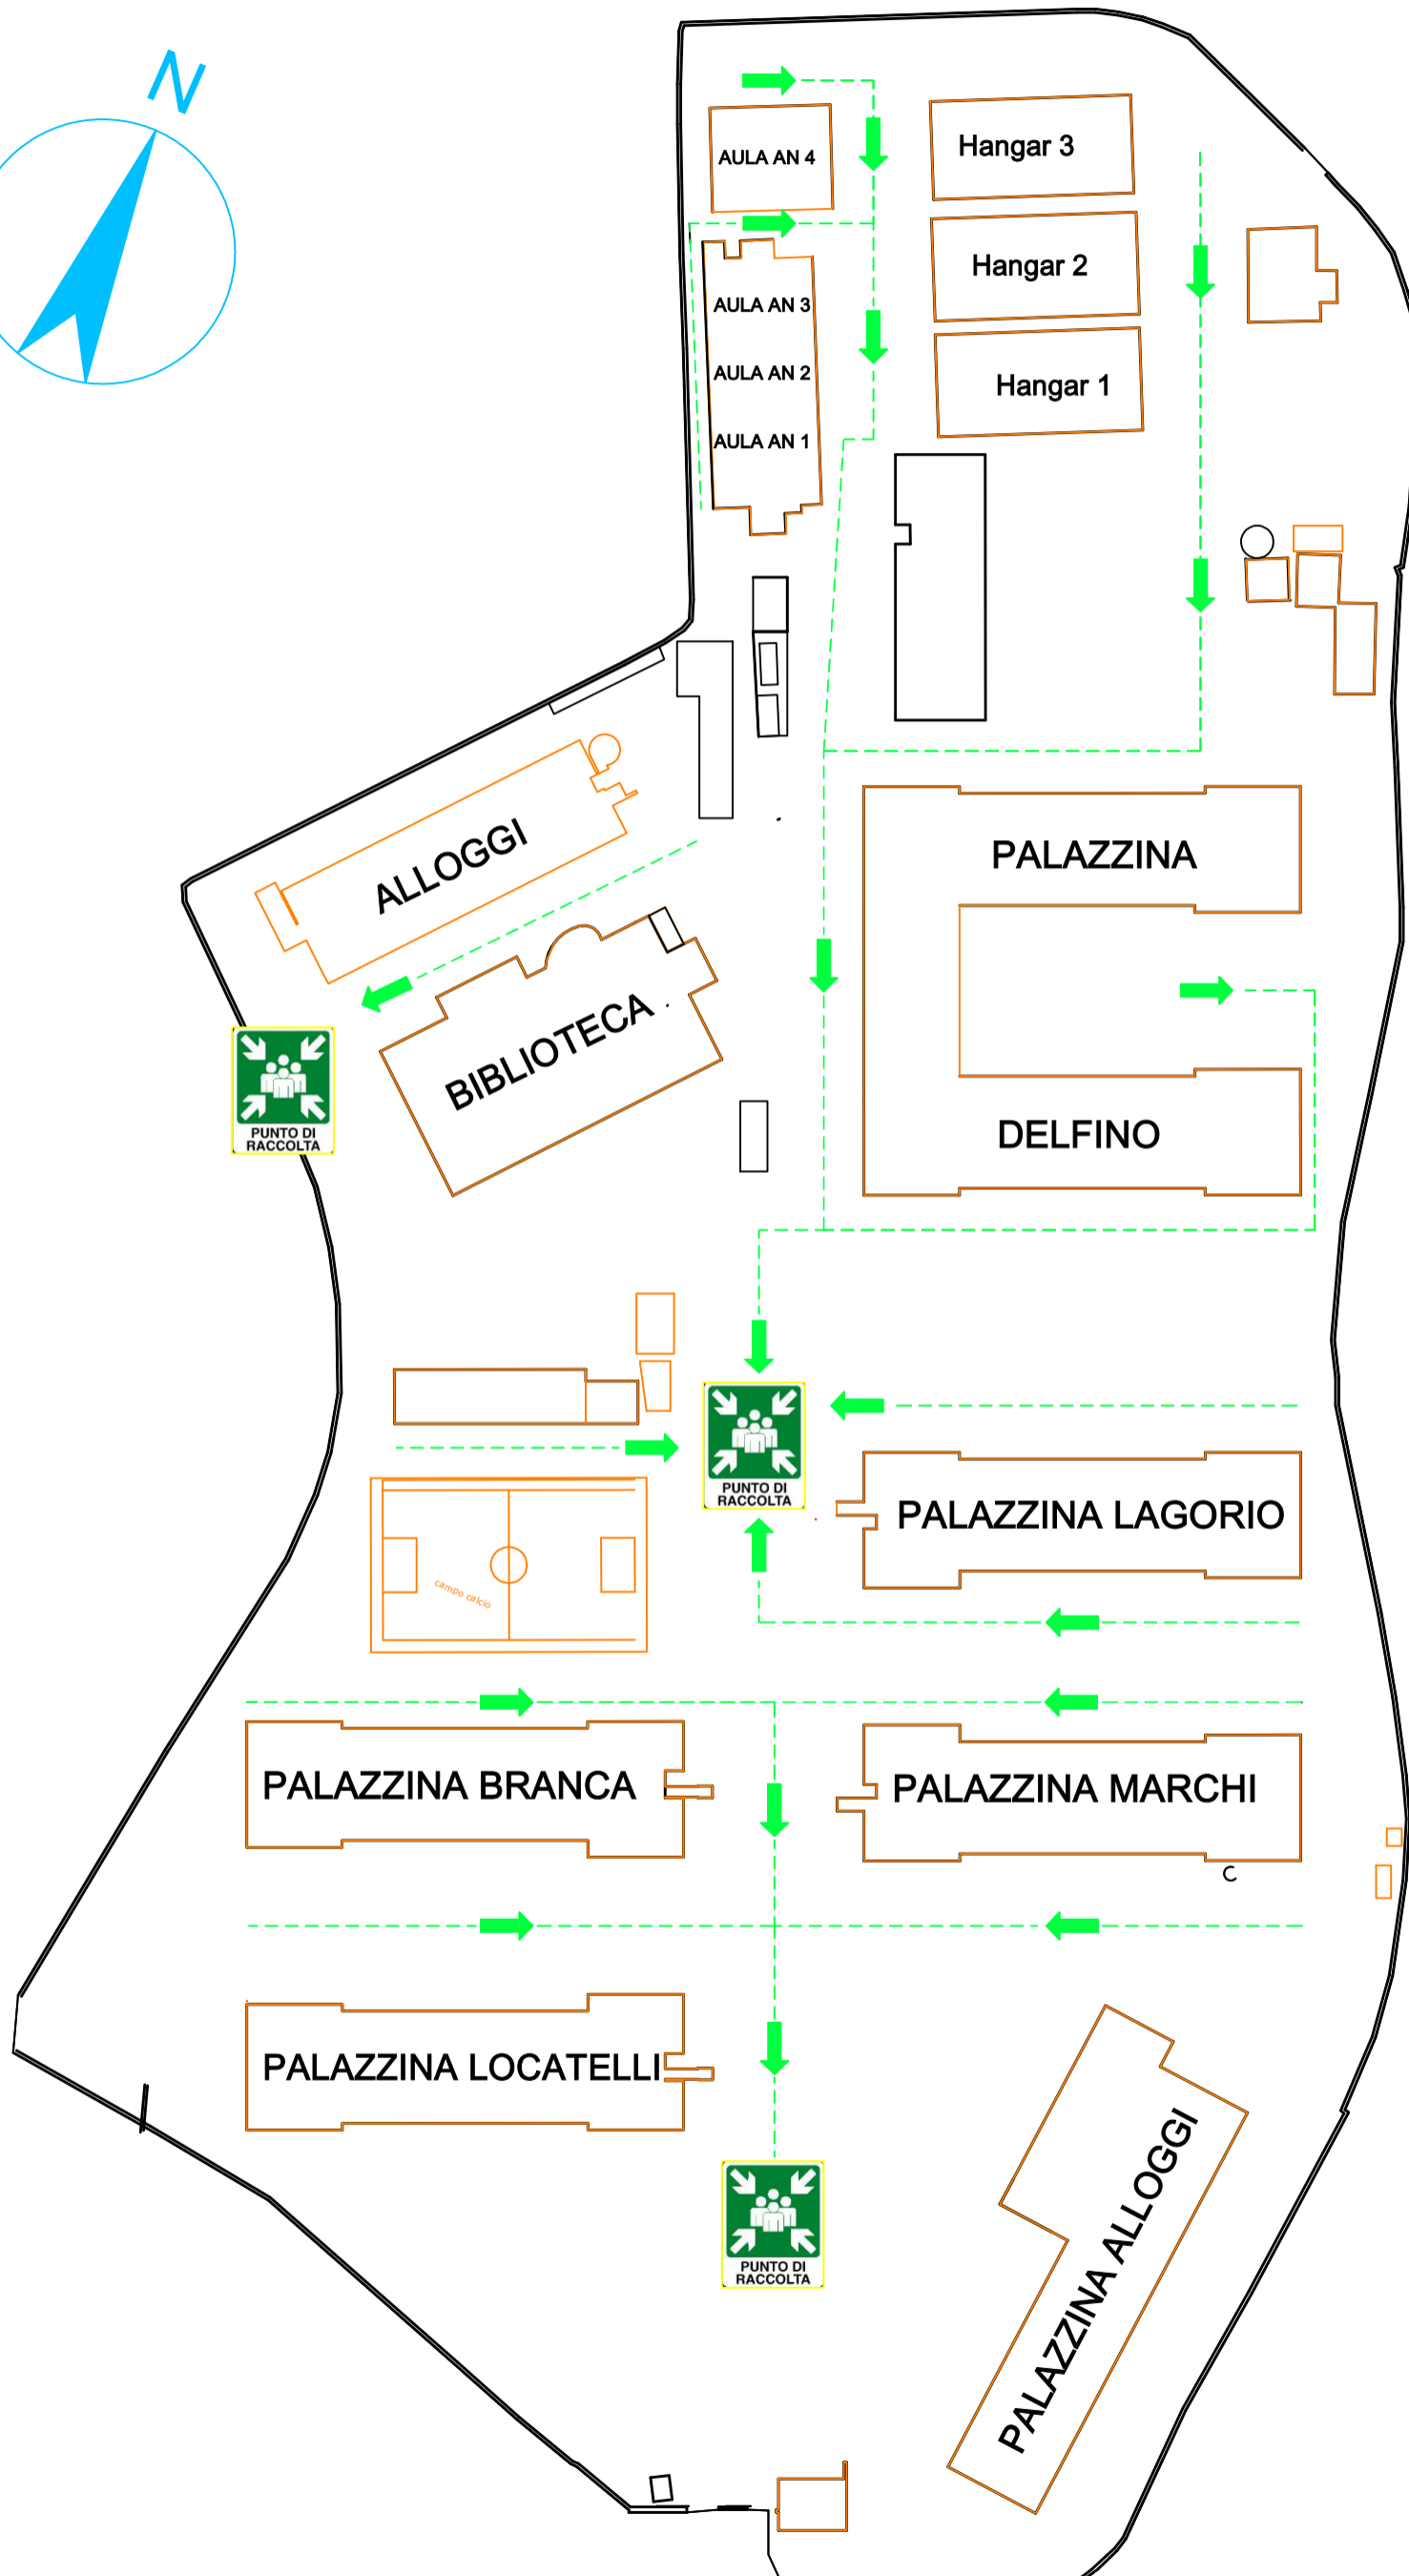 N
AULA AN 4
Hangar 3
Hangar 2
AULA AN 3
AULA AN 2
Hangar 1
AULA AN 1
ALLOGGI
PALAZZINA
BIBLIOTECA
PUNTO DI
RACCOLTA
DELFINO
PUNTO DI
RACCOLTA
PALAZZINA LAGORIO
campo calcio
PALAZZINA BRANCA
PALAZZINA MARCHI
C
PALAZZINA LOCATELLI
PUNTO DI
RACCOLTA
PALAZZINA ALLOGGI